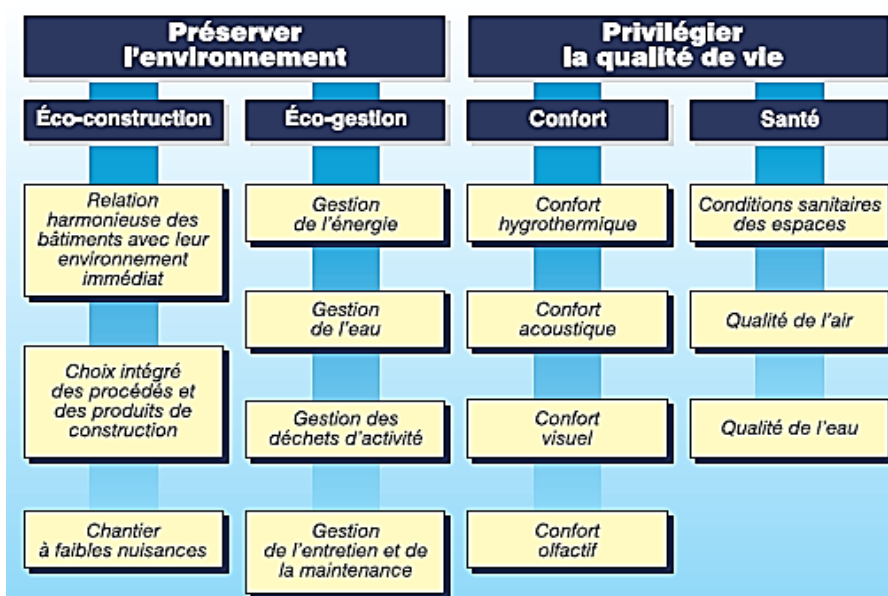 Préserver
l'environnement
Privilégier
la qualité de vie
Éco-construction
Éco-gestion
Confort
Santé
Relation
harmonieuse des
bâtiments avec leur
environnement
immédiat
Choix intégré
des procédés et
des produits de
construction
Chantier
à faibles nuisances
Gestion
de l'énergie
Gestion
de l'eau
Gestion des
déchets d'activité
Gestion
de l'entretien et de
la maintenance
Confort
hygrothermique
Confort
acoustique
Confort
visuel
Confort
olfactif
Conditions sanitaires
des espaces
Qualité de l'air
Qualité de l'eau